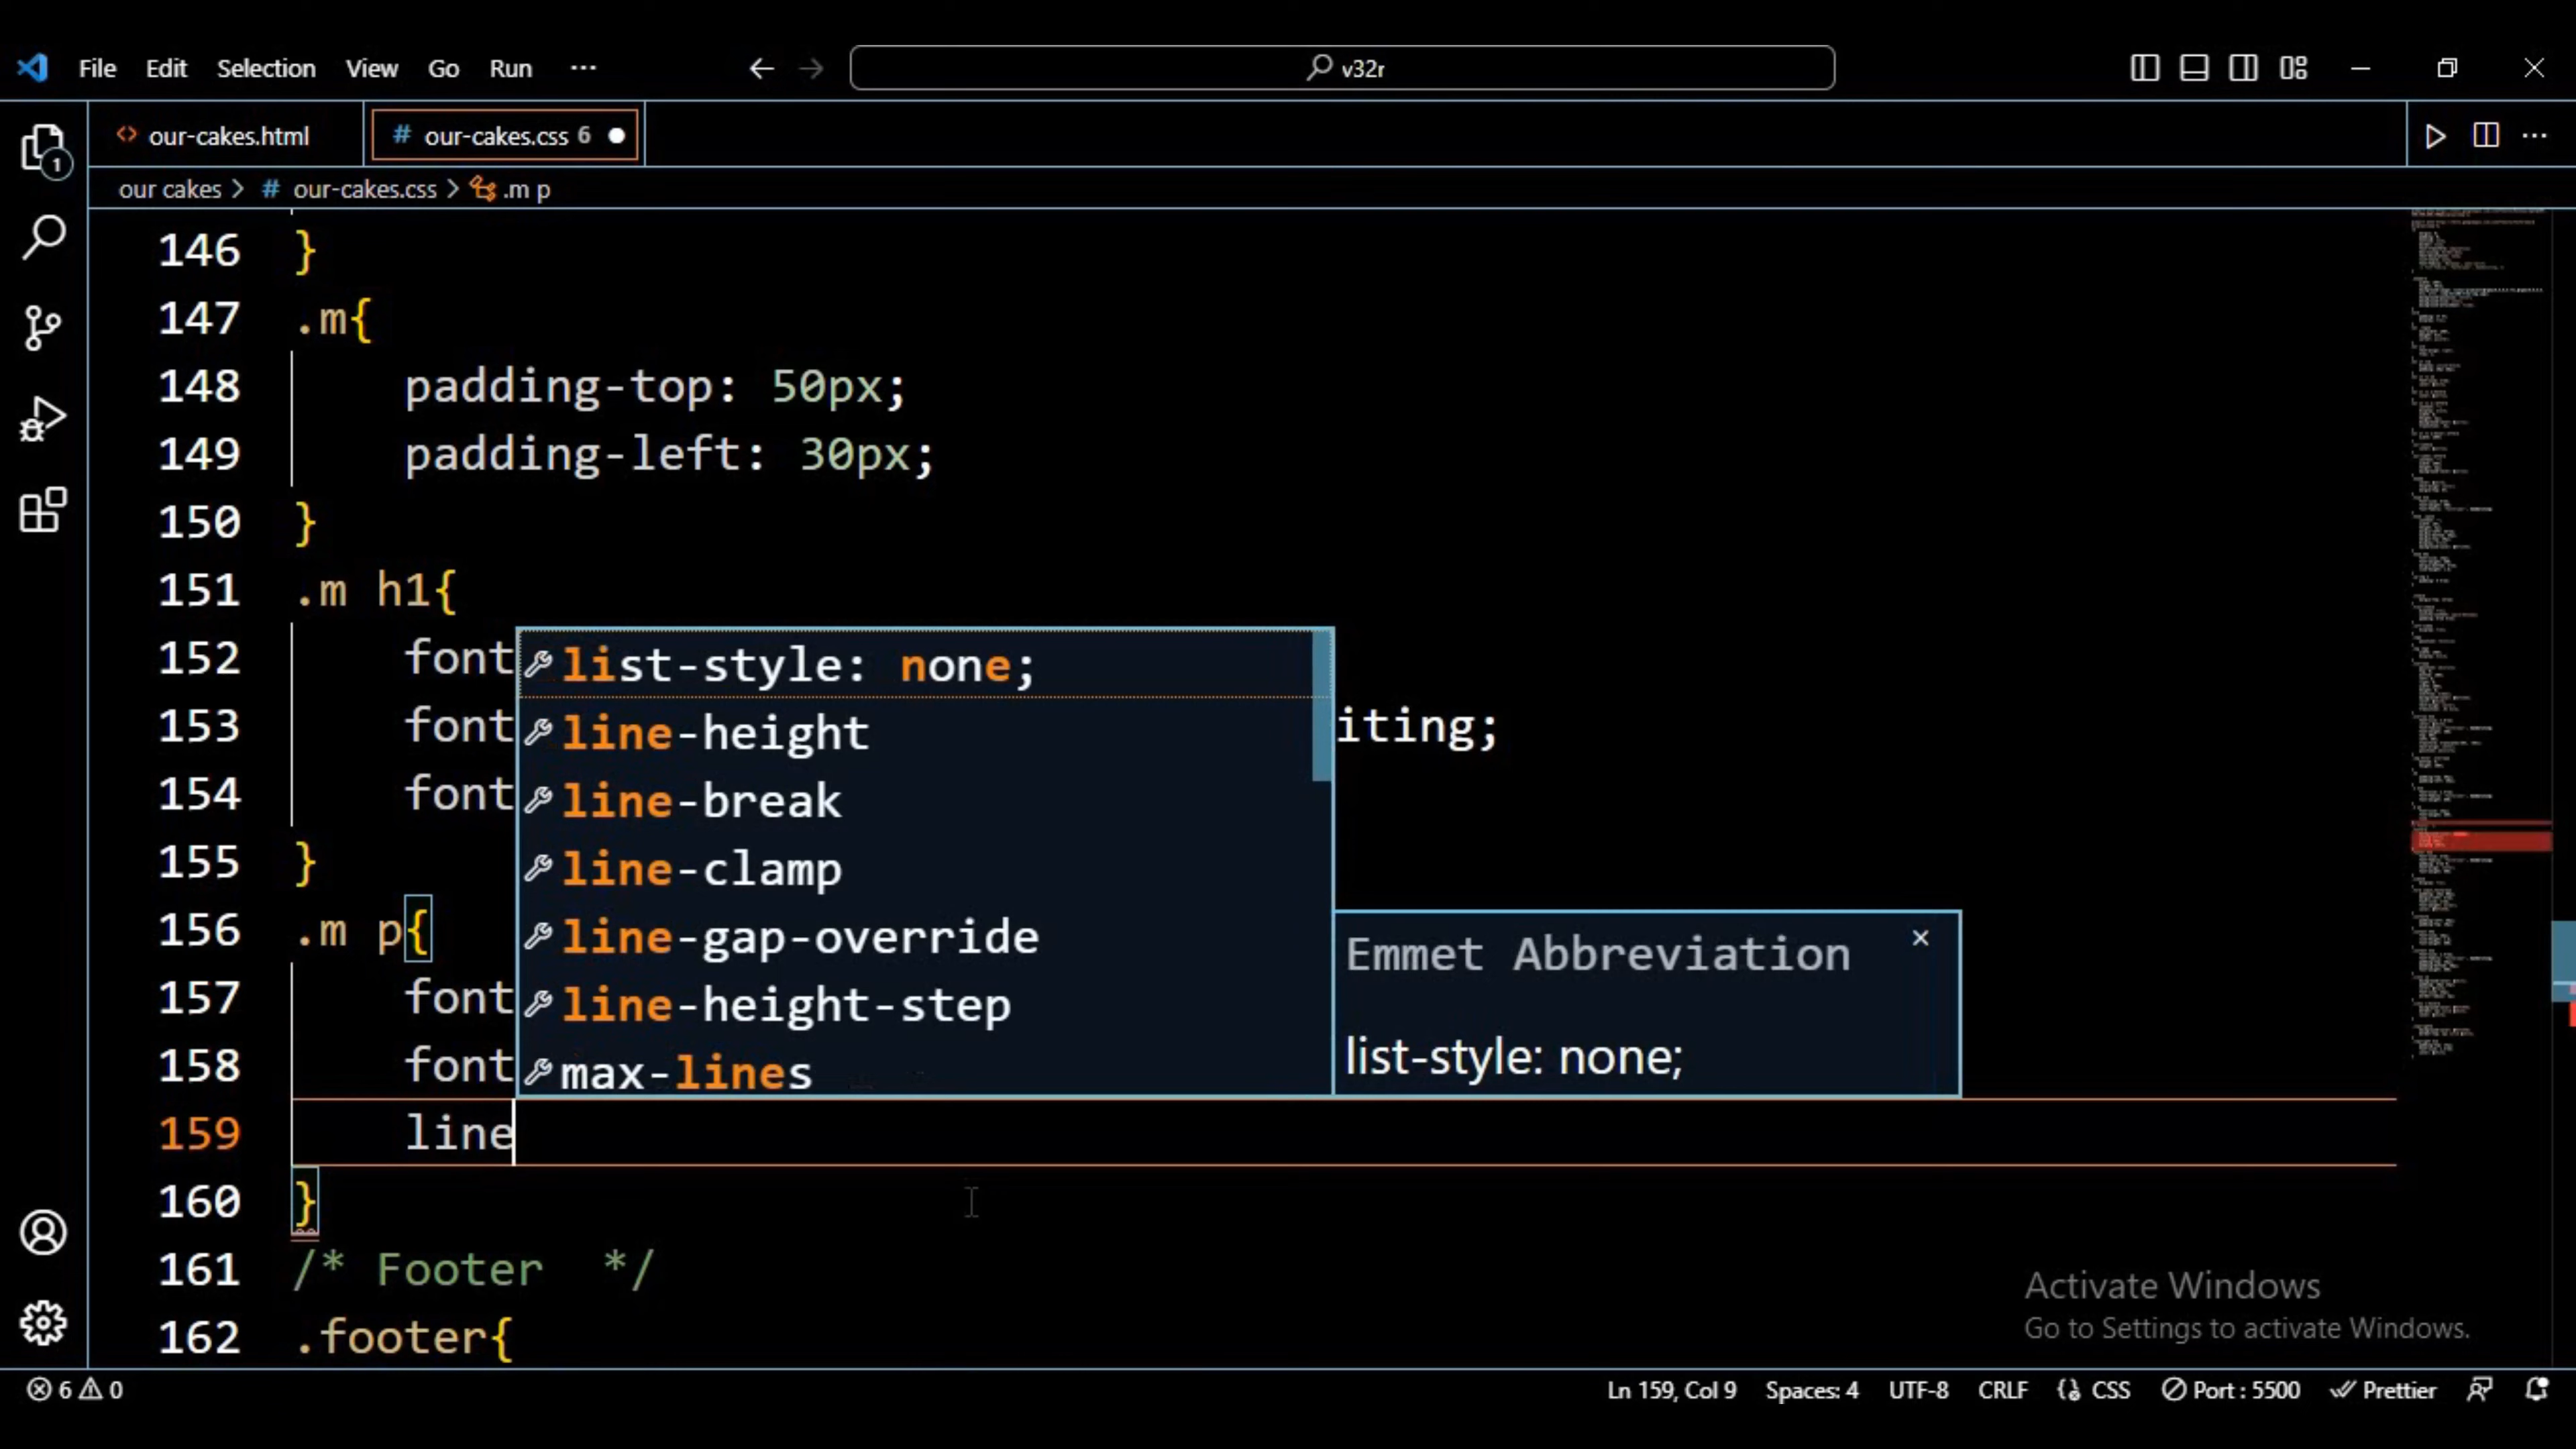 File Edit Selection View Go Run ···
v32r
<> our-cakes.html
# our-cakes.css 6
our cakes > # our-cakes.css > .m p
1
146 }
147 .m{
148 padding-top: 50px;
149 padding-left: 30px;
150 }
151 .m h1{
152 font
153 font iting;
154 font
155 }
156 .m p{
157 font
158 font
159 line
160 }
161 /* Footer */
162 .footer{
list-style: none;
line-height
line-break
line-clamp
line-gap-override
line-height-step
max-lines
Emmet Abbreviation
list-style: none;
Activate Windows
Go to Settings to activate Windows.
6 0
Ln 159, Col 9 Spaces: 4 UTF-8 CRLF CSS Port : 5500 Prettier